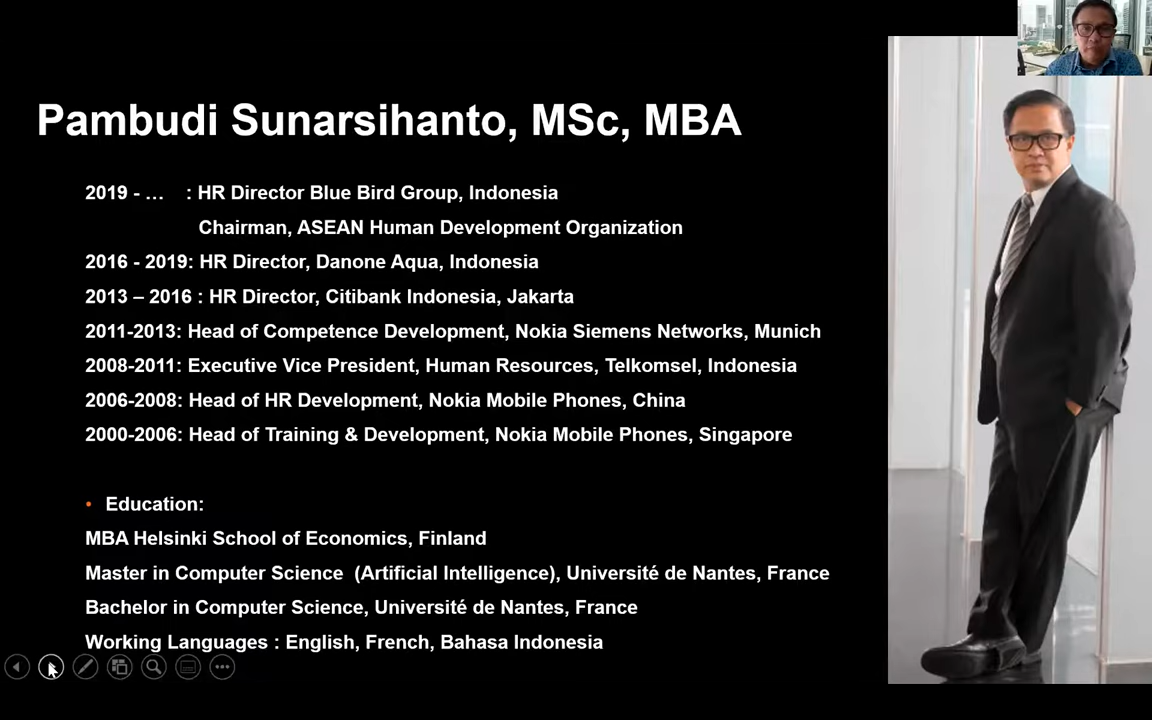 Pambudi Sunarsihanto, MSc, MBA
2019 - … : HR Director Blue Bird Group, Indonesia
Chairman, ASEAN Human Development Organization
2016 - 2019: HR Director, Danone Aqua, Indonesia
2013 – 2016 : HR Director, Citibank Indonesia, Jakarta
2011-2013: Head of Competence Development, Nokia Siemens Networks, Munich
2008-2011: Executive Vice President, Human Resources, Telkomsel, Indonesia
2006-2008: Head of HR Development, Nokia Mobile Phones, China
2000-2006: Head of Training & Development, Nokia Mobile Phones, Singapore
• Education:
MBA Helsinki School of Economics, Finland
Master in Computer Science (Artificial Intelligence), Université de Nantes, France
Bachelor in Computer Science, Université de Nantes, France
Working Languages : English, French, Bahasa Indonesia